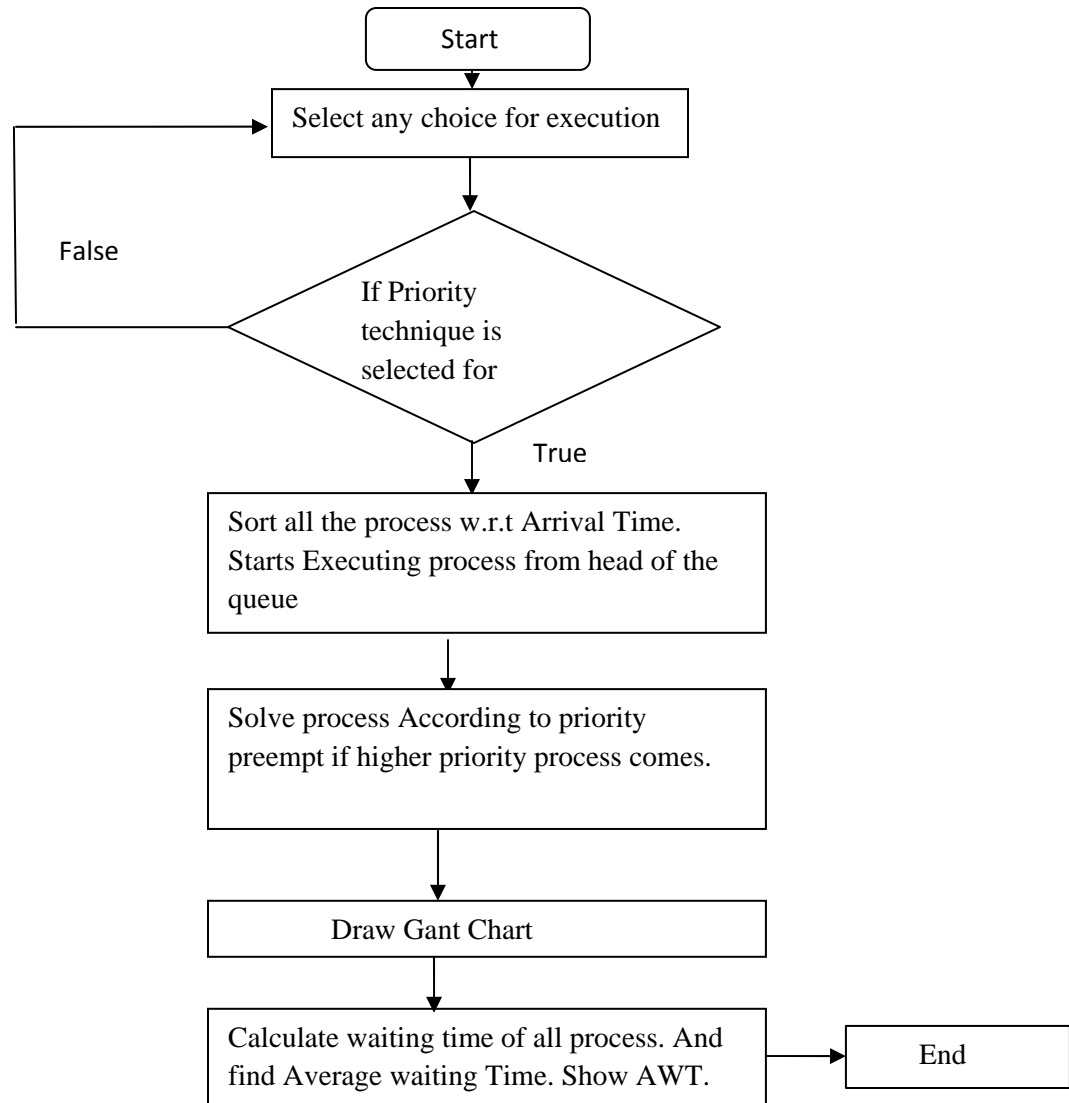 Start
Select any choice for execution
False
If Priority
technique is
selected for
True
Sort all the process w.r.t Arrival Time.
Starts Executing process from head of the
queue
Solve process According to priority
preempt if higher priority process comes.
Draw Gant Chart
Calculate waiting time of all process. And
find Average waiting Time. Show AWT.
End